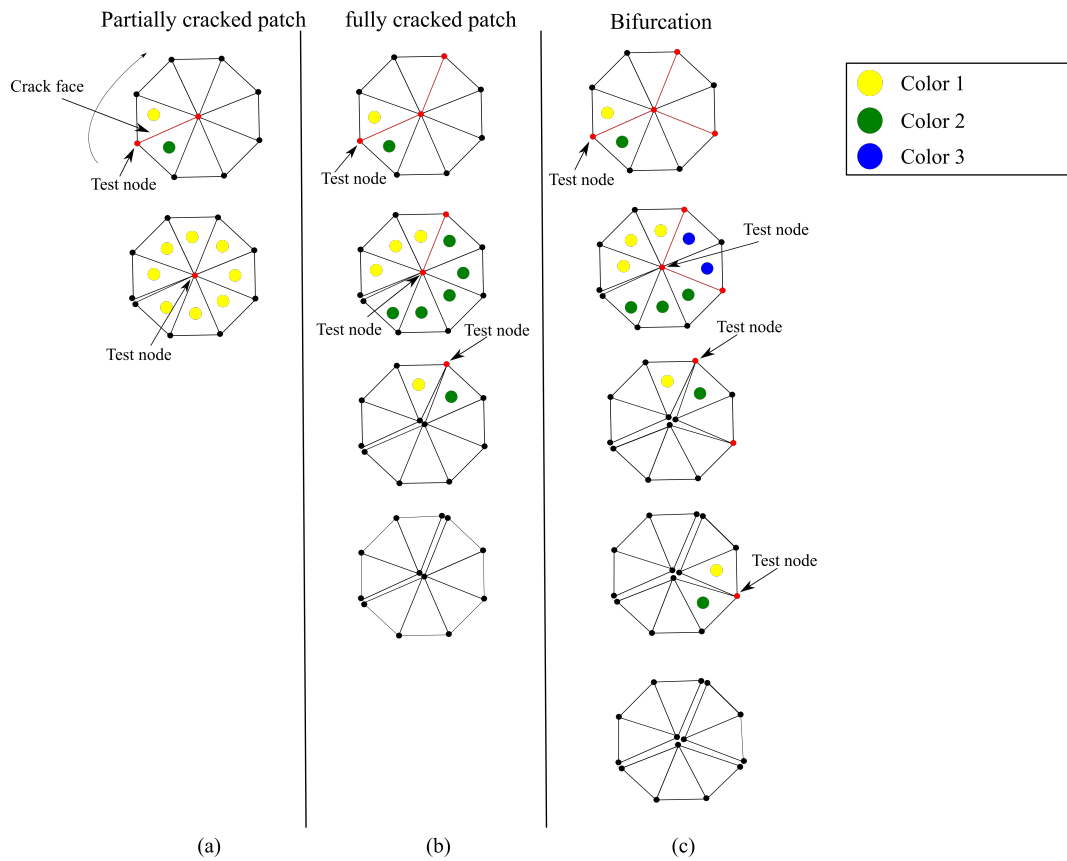 Partially cracked patch
fully cracked patch
Bifurcation
Crack face
Test node
Test node
Test node
Color 1
Color 2
Color 3
Test node
Test node
Test node
Test node
Test node
Test node
(a)
(b)
(c)